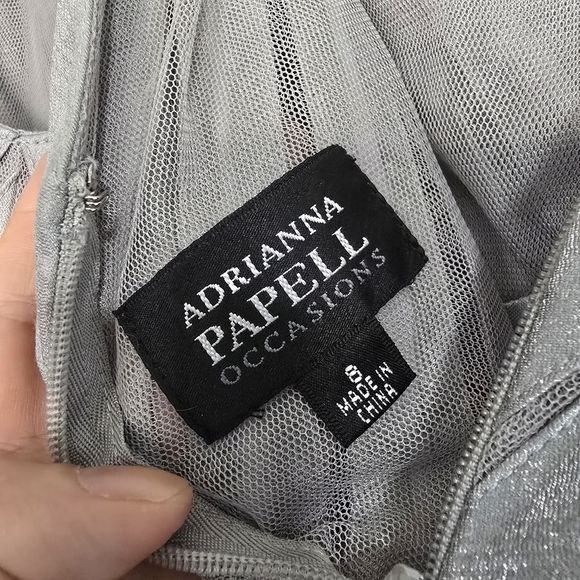 ADRIANNA
PAPELL
OCCASIONS
8
MADE IN
CHINA